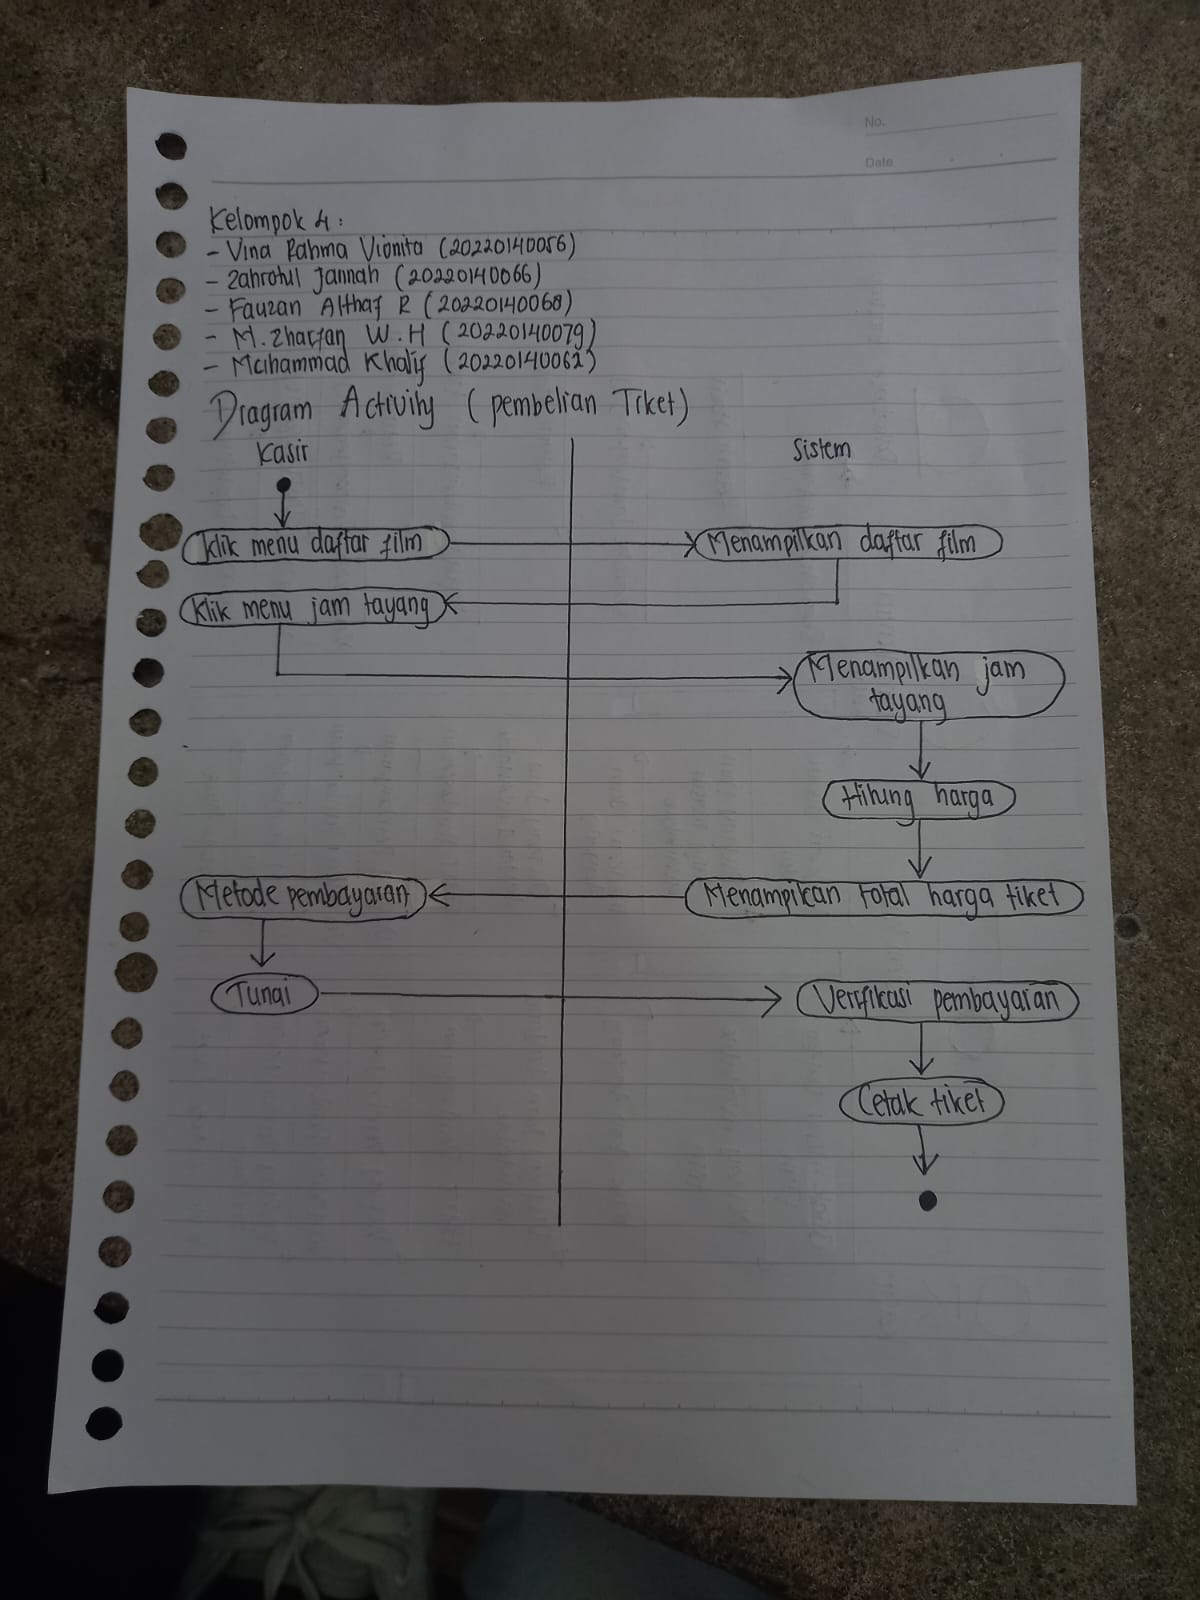 No.
Date
Kelompok 4 :
- Vina Rahma Vionita (20220140056)
- Zahrotul Jannah (20220140066)
- Fauzan Althaf R (20220140068)
- M. Zharfan W.H (20220140079)
- Muhammad Khalif (20220140062)
Diagram Activity (pembelian Tiket)
Kasir
Sistem
Klik menu daftar film
Menampilkan daftar film
Klik menu jam tayang
Menampilkan jam
tayang
Hitung harga
Metode pembayaran
Menampikan total harga tiket
Tunai
Verifikasi pembayaran
Cetak tiket